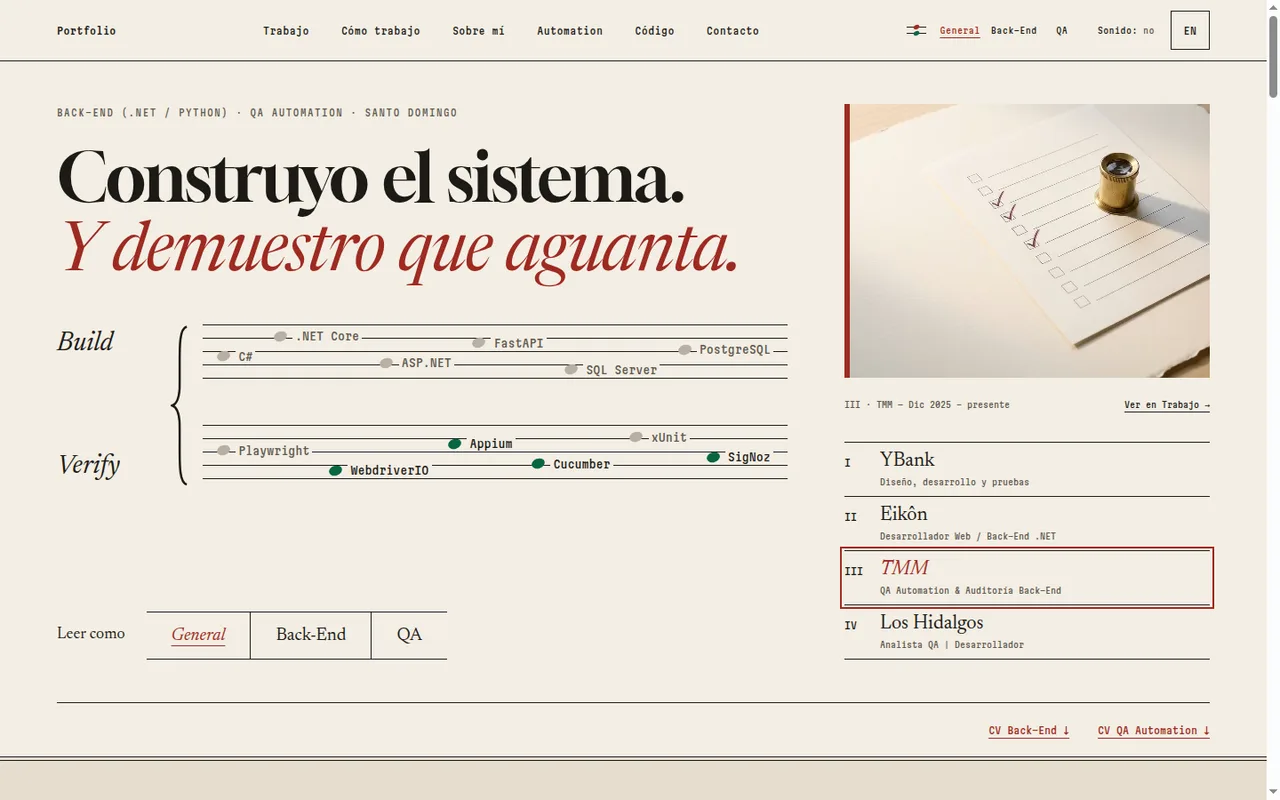 Portfolio
Trabajo
Cómo trabajo
Sobre mí
Automation
Código
Contacto
General
Back-End
QA
Sonido: no
EN
BACK-END (.NET / PYTHON) · QA AUTOMATION · SANTO DOMINGO
Construyo el sistema.
Y demuestro que aguanta.
Build
.NET Core
FastAPI
PostgreSQL
C#
ASP.NET
SQL Server
Verify
Playwright
Appium
xUnit
WebdriverIO
Cucumber
SigNoz
Leer como
General
Back-End
QA
III · TMM — Dic 2025 – presente
Ver en Trabajo →
I
YBank
Diseño, desarrollo y pruebas
II
Eikôn
Desarrollador Web / Back-End .NET
III
TMM
QA Automation & Auditoría Back-End
IV
Los Hidalgos
Analista QA | Desarrollador
CV Back-End ↓
CV QA Automation ↓